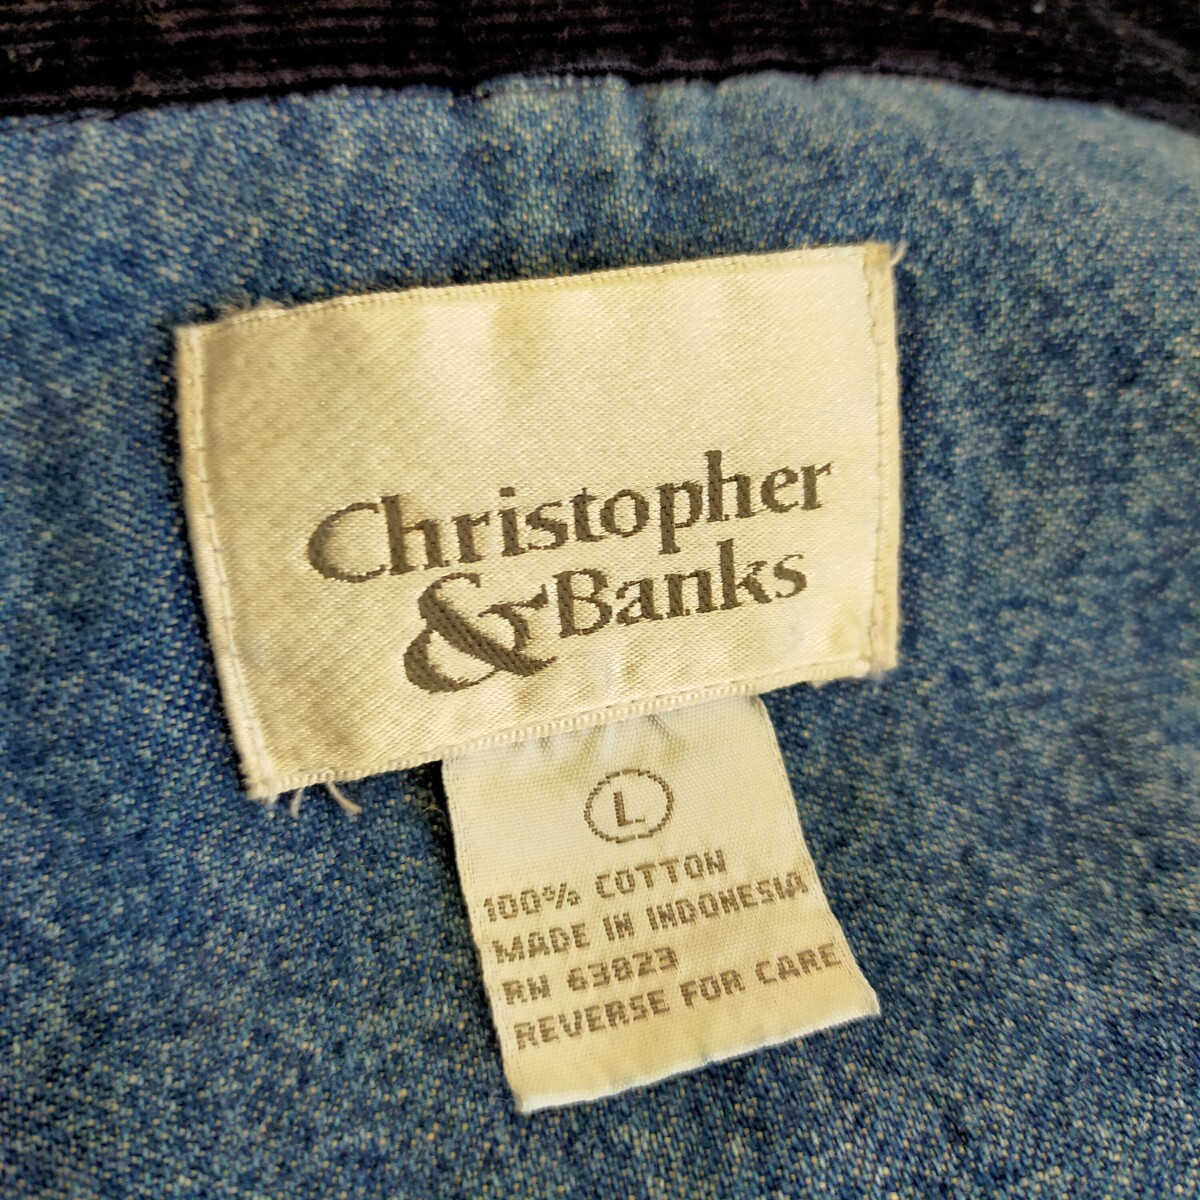 Christopher
& Banks
L
100% COTTON
MADE IN INDONESIA
RN 63823
REVERSE FOR CARE